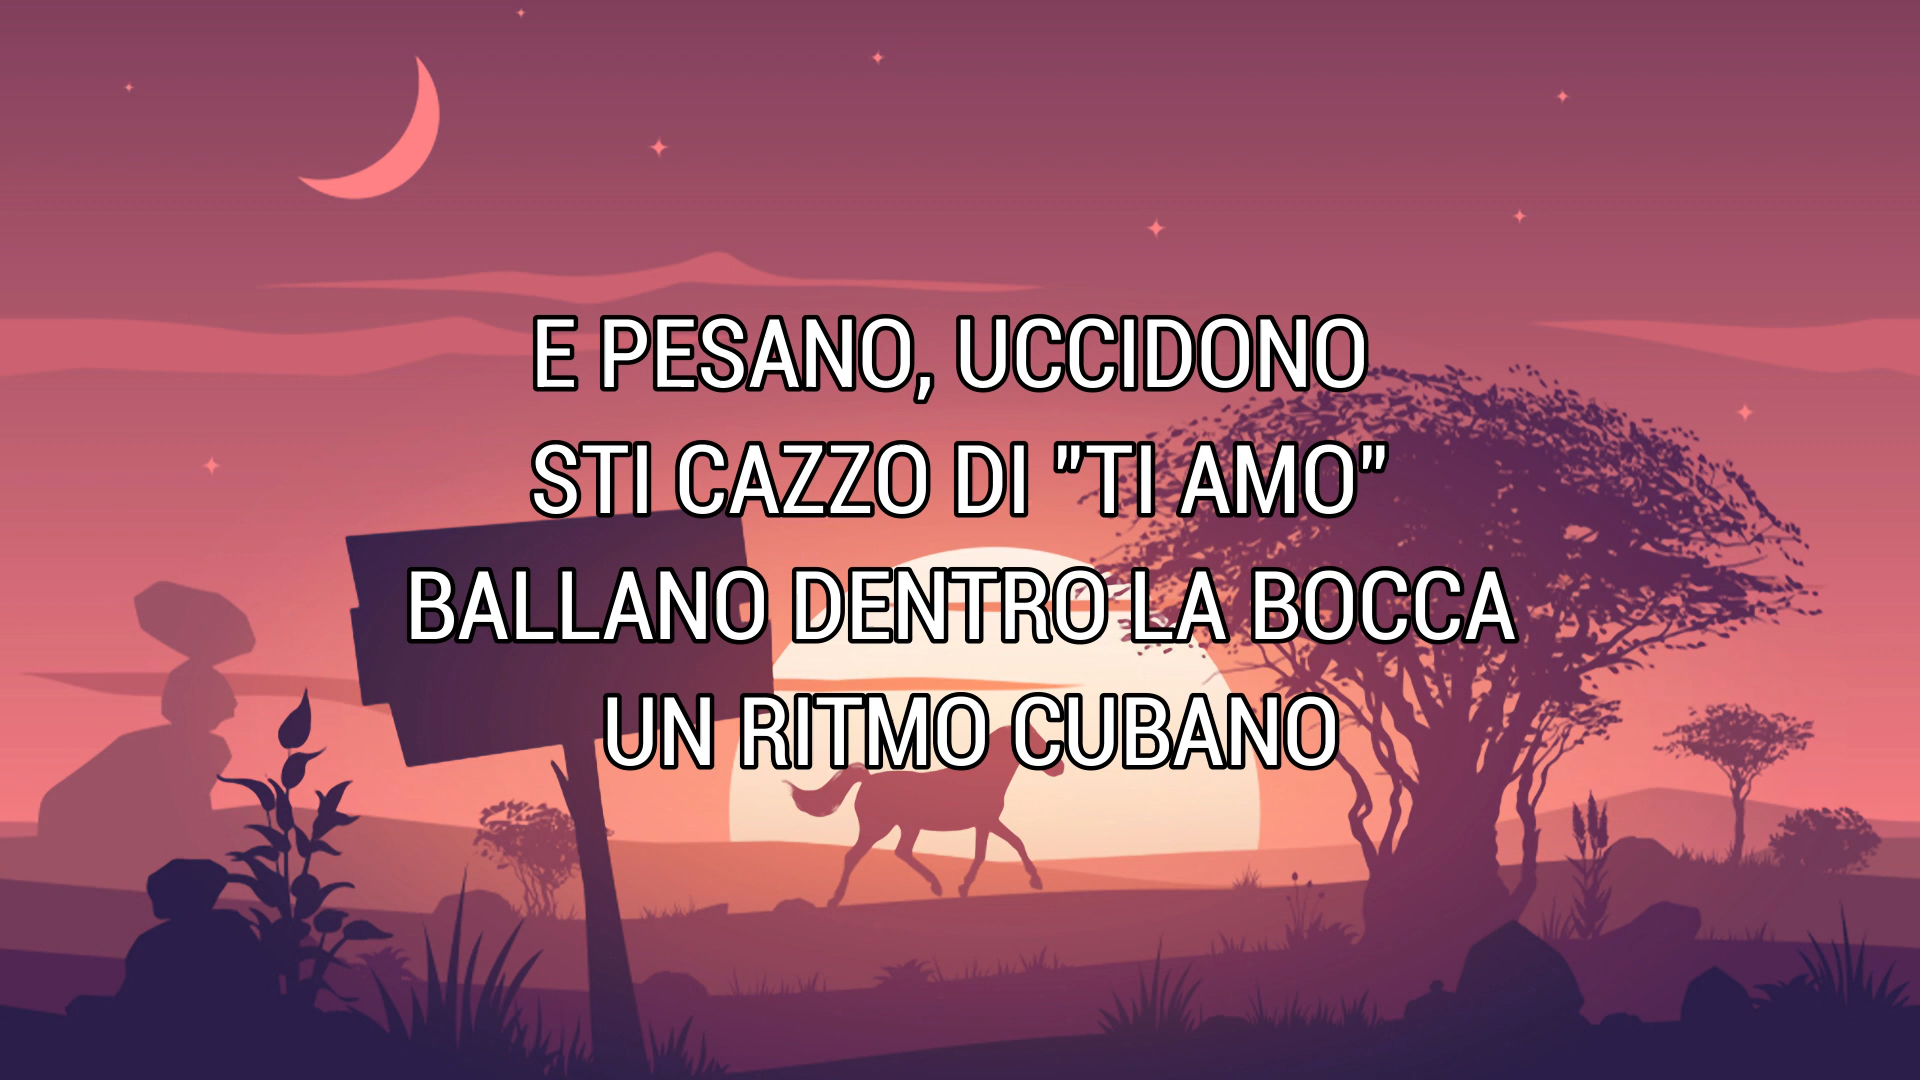 E PESANO, UCCIDONO
STI CAZZO DI "TI AMO"
BALLANO DENTRO LA BOCCA
UN RITMO CUBANO